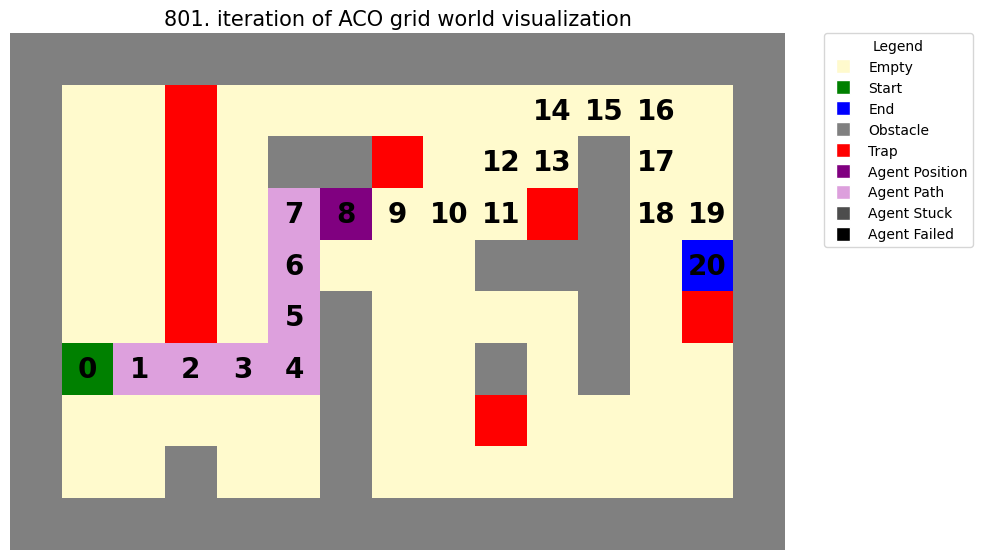 801. iteration of ACO grid world visualization
Legend
Empty
Start
End
Obstacle
Trap
Agent Position
Agent Path
Agent Stuck
Agent Failed
14 15 16
12 13 17
7 8 9 10 11 18 19
6 20
5
0 1 2 3 4